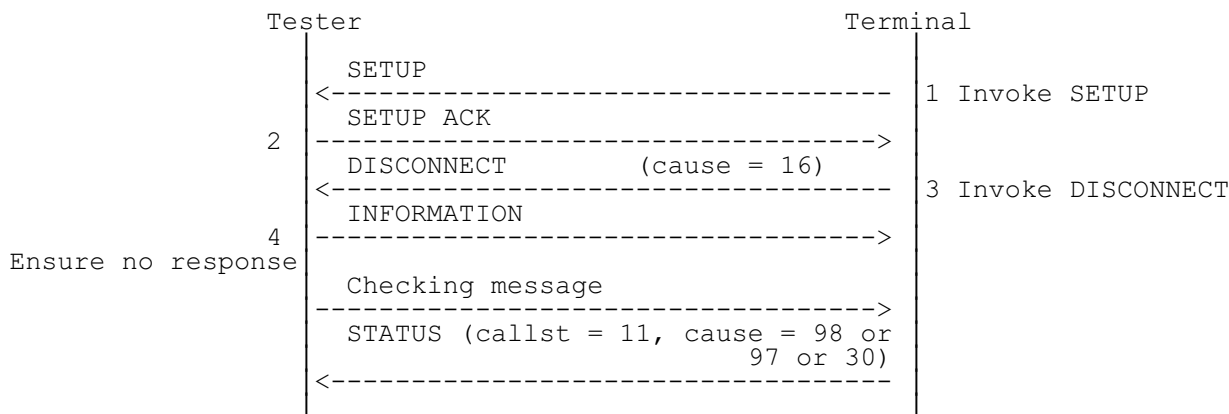 Tester Terminal
SETUP
<---------------------------- 1 Invoke SETUP
SETUP ACK
2 ---------------------------->
DISCONNECT (cause = 16)
<---------------------------- 3 Invoke DISCONNECT
INFORMATION
4 ---------------------------->
Ensure no response
Checking message
---------------------------->
STATUS (callst = 11, cause = 98 or
97 or 30)
<----------------------------